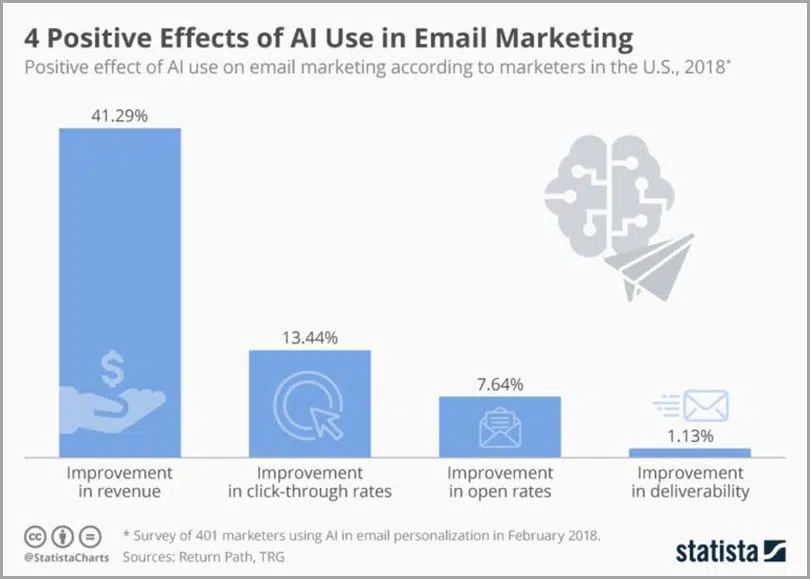 4 Positive Effects of AI Use in Email Marketing
Positive effect of AI use on email marketing according to marketers in the U.S., 2018*
41.29%
13.44%
7.64%
1.13%
$
Improvement
in revenue
Improvement
in click-through rates
Improvement
in open rates
Improvement
in deliverability
cc
@StatistaCharts
* Survey of 401 marketers using AI in email personalization in February 2018.
Sources: Return Path, TRG
statista